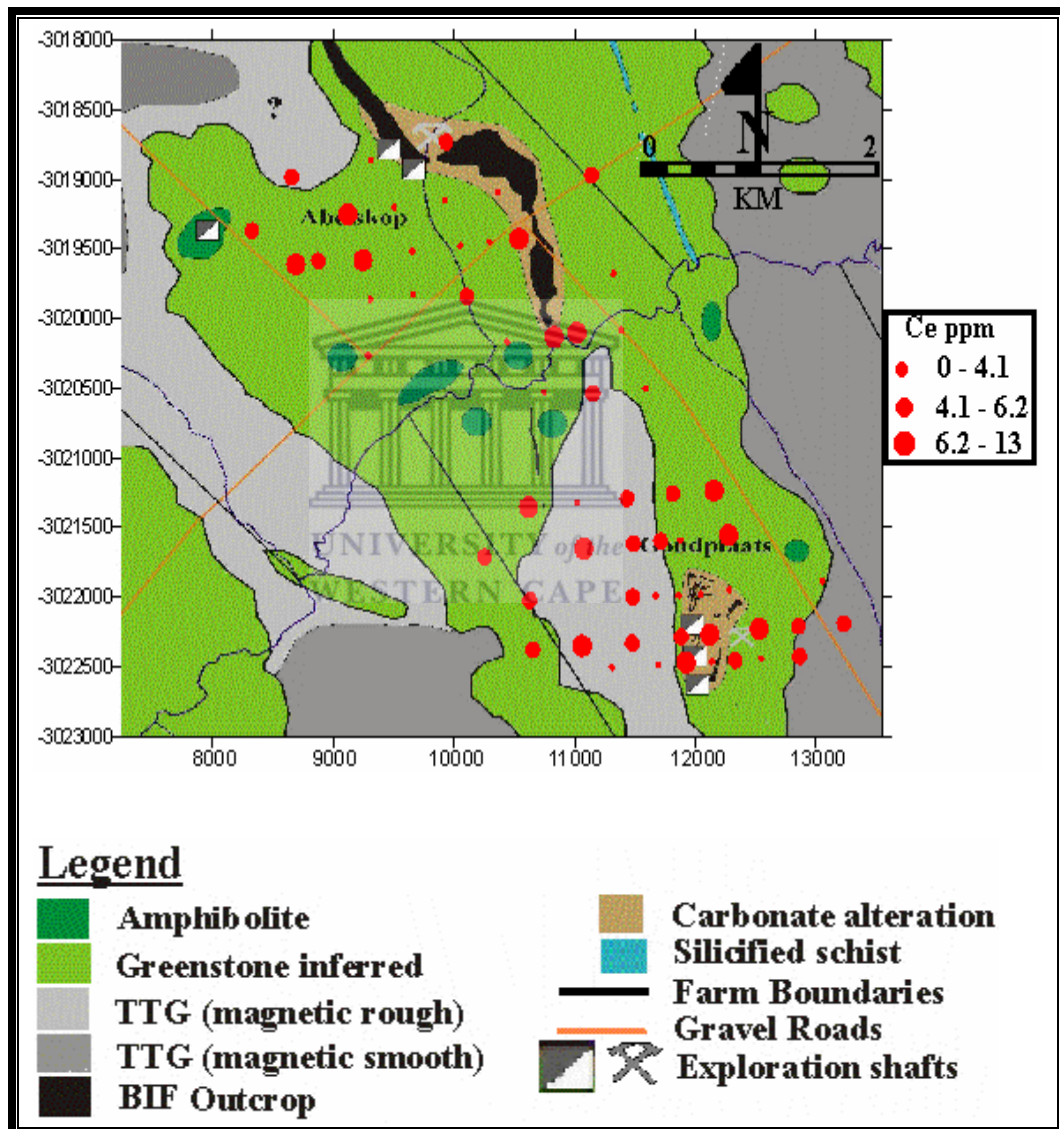 -3018000
-3018500
-3019000
-3019500
-3020000
-3020500
-3021000
-3021500
-3022000
-3022500
-3023000
8000
9000
10000
11000
12000
13000
?
N
0 2
KM
UNIVERSITY of the
WESTERN CAPE
Ce ppm
0 - 4.1
4.1 - 6.2
6.2 - 13
Legend
Amphibolite
Greenstone inferred
TTG (magnetic rough)
TTG (magnetic smooth)
BIF Outcrop
Carbonate alteration
Silicified schist
Farm Boundaries
Gravel Roads
Exploration shafts